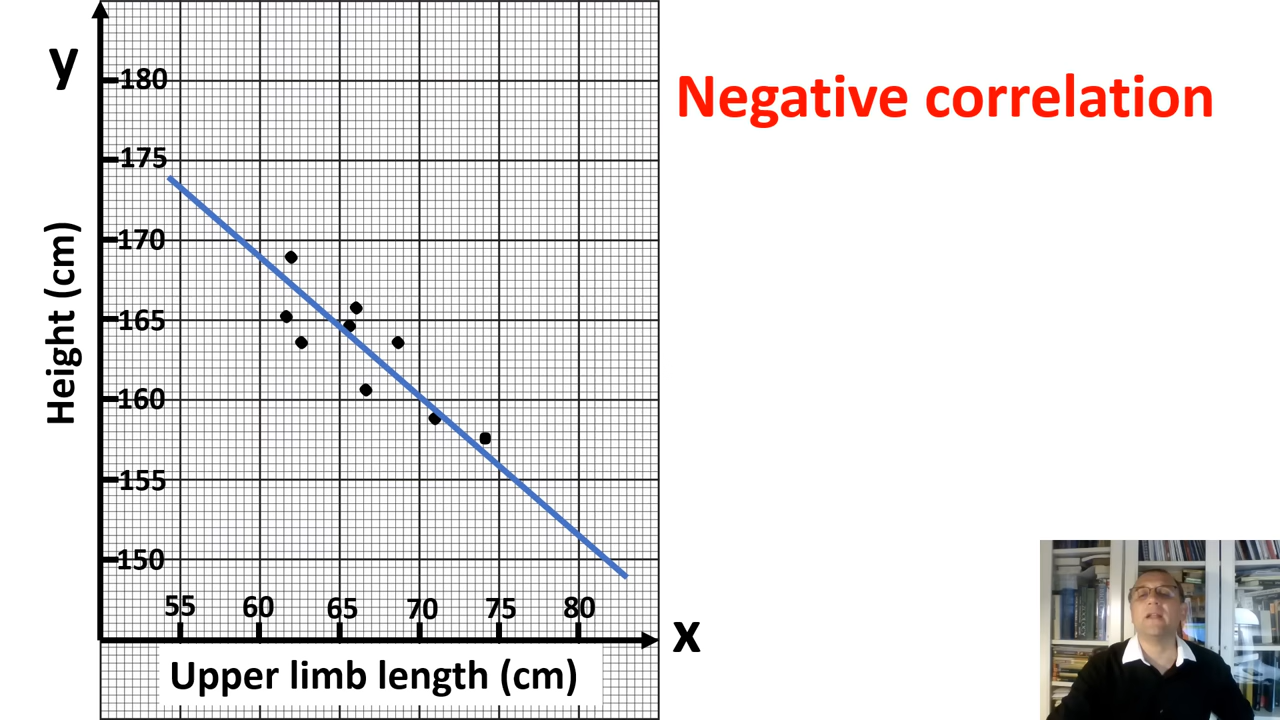 y
Negative correlation
180
175
170
165
160
155
150
Height (cm)
55 60 65 70 75 80
x
Upper limb length (cm)